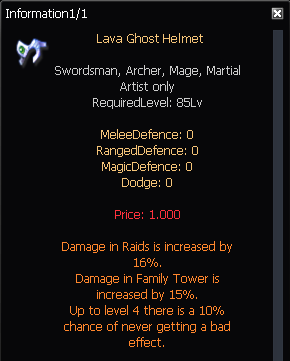 Information1/1
Lava Ghost Helmet
Swordsman, Archer, Mage, Martial
Artist only
RequiredLevel: 85Lv
MeleeDefence: 0
RangedDefence: 0
MagicDefence: 0
Dodge: 0
Price: 1.000
Damage in Raids is increased by
16%.
Damage in Family Tower is
increased by 15%.
Up to level 4 there is a 10%
chance of never getting a bad
effect.